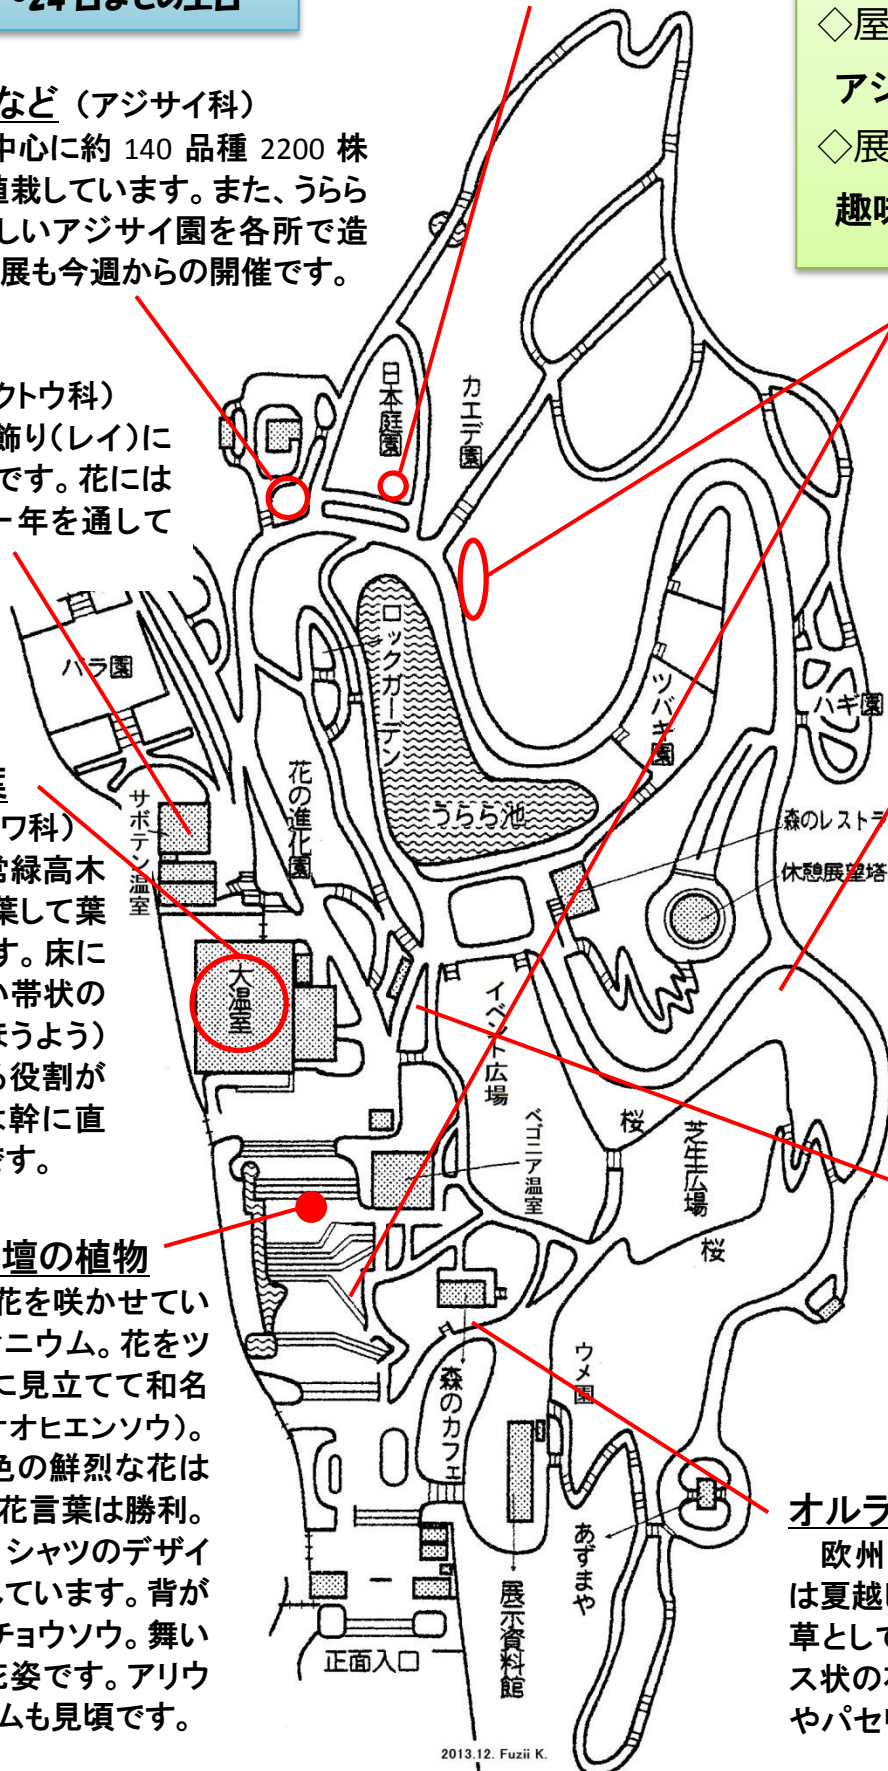 ～24日までの土日
◇屋
アジ
◇展
趣味
など（アジサイ科）
中心に約 140 品種 2200 株
植栽しています。また、うらら
しいアジサイ園を各所で造
展も今週からの開催です。
クトウ科）
飾り（レイ）に
です。花には
一年を通して
日本庭園
カエデ園
ロックガーデン
バラ園
ツバキ園
ハギ園
花の進化園
うらら池
サボテン温室
森のレストラ
休憩展望塔
葉
ワ科）
常緑高木
葉して葉
す。床に
い帯状の
ほうよう）
る役割が
は幹に直
です。
大温室
イベント広場
ベゴニア温室
桜
芝生広場
桜
壇の植物
花を咲かせてい
ィニウム。花をツ
に見立てて和名
オオヒエンソウ）。
色の鮮烈な花は
花言葉は勝利。
シャツのデザイ
しています。背が
チョウソウ。舞い
花姿です。アリウ
ムも見頃です。
ウメ園
森のカフェ
あずまや
展示資料館
正面入口
オルラ
欧州
は夏越
草として
ス状の
やパセリ
2013.12. Fuzii K.